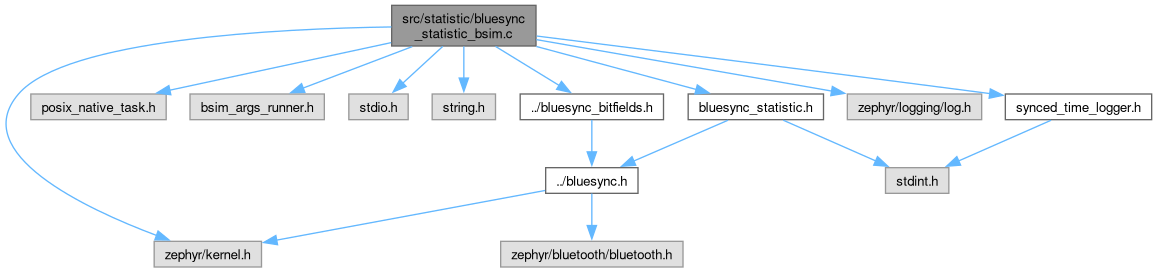 src/statistic/bluesync
_statistic_bsim.c
posix_native_task.h
bsim_args_runner.h
stdio.h
string.h
../bluesync_bitfields.h
bluesync_statistic.h
zephyr/logging/log.h
synced_time_logger.h
../bluesync.h
stdint.h
zephyr/kernel.h
zephyr/bluetooth/bluetooth.h